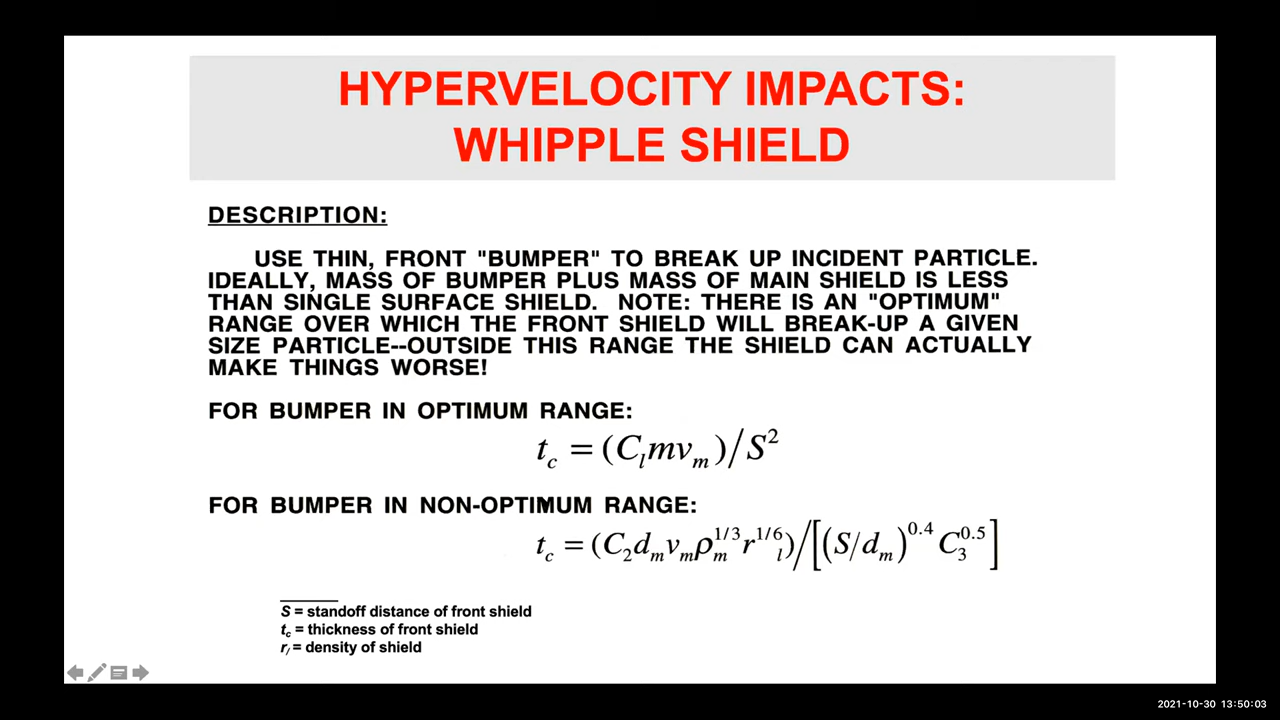 HYPERVELOCITY IMPACTS:
WHIPPLE SHIELD
DESCRIPTION:
USE THIN, FRONT "BUMPER" TO BREAK UP INCIDENT PARTICLE.
IDEALLY, MASS OF BUMPER PLUS MASS OF MAIN SHIELD IS LESS
THAN SINGLE SURFACE SHIELD. NOTE: THERE IS AN "OPTIMUM"
RANGE OVER WHICH THE FRONT SHIELD WILL BREAK-UP A GIVEN
SIZE PARTICLE--OUTSIDE THIS RANGE THE SHIELD CAN ACTUALLY
MAKE THINGS WORSE!
FOR BUMPER IN OPTIMUM RANGE:
t_c = (C_l m v_m)/S^2
FOR BUMPER IN NON-OPTIMUM RANGE:
t_c = (C_2 d_m v_m ρ_m^{1/3} r^{1/6}_l)/[(S/d_m)^{0.4} C_3^{0.5}]
S = standoff distance of front shield
t_c = thickness of front shield
r_l = density of shield
2021-10-30 13:50:03